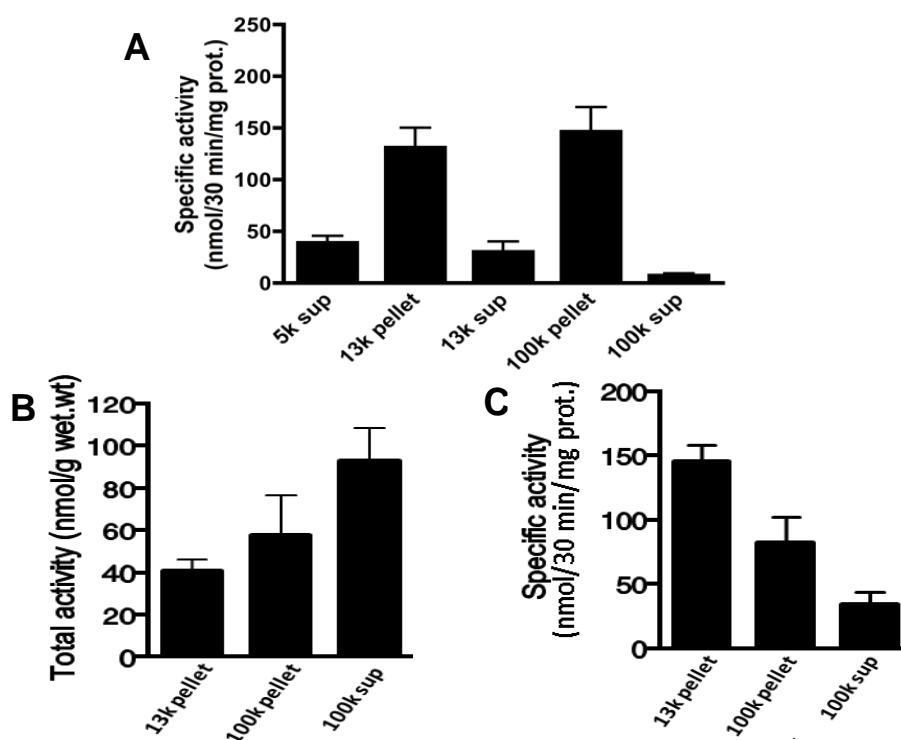 A
Specific activity
(nmol/30 min/mg prot.)
250
200
150
100
50
0
5k sup
13k pellet
13k sup
100k pellet
100k sup
B
Total activity (nmol/g wet.wt)
120
100
80
60
40
20
0
13k pellet
100k pellet
100k sup
C
Specific activity
(nmol/30 min/mg prot.)
200
150
100
50
0
13k pellet
100k pellet
100k sup